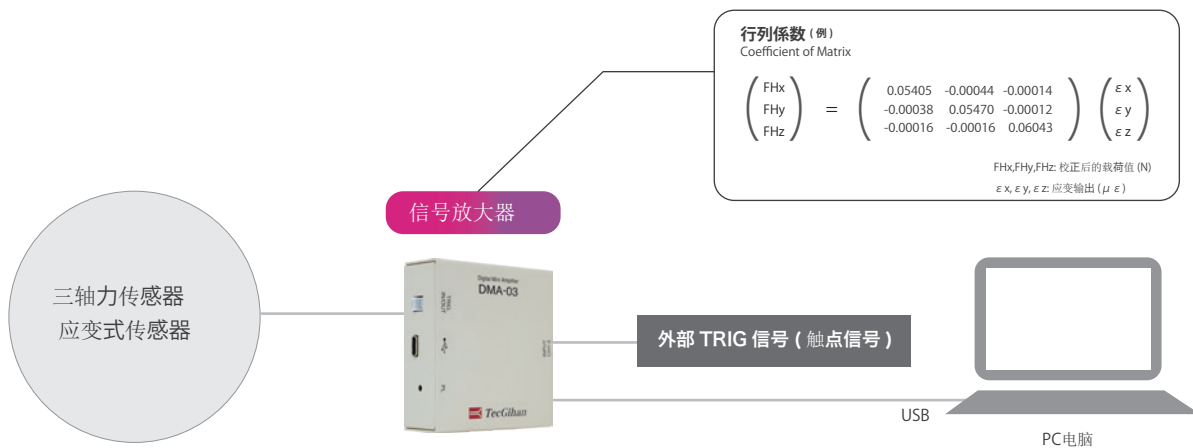 行列係数 ( 例 )
Coefficient of Matrix
FHx
FHy
FHz
=
0.05405 -0.00044 -0.00014
-0.00038 0.05470 -0.00012
-0.00016 -0.00016 0.06043
ε x
ε y
ε z
FHx,FHy,FHz: 校正后的载荷值 (N)
ε x, ε y, ε z: 应变输出 ( μ ε )
信号放大器
三轴力传感器
应变式传感器
Digital Mini Amplifier
DMA-03
TRIG
IN/OUT
PL
TecGihan
外部 TRIG 信号 ( 触点信号 )
USB
PC电脑